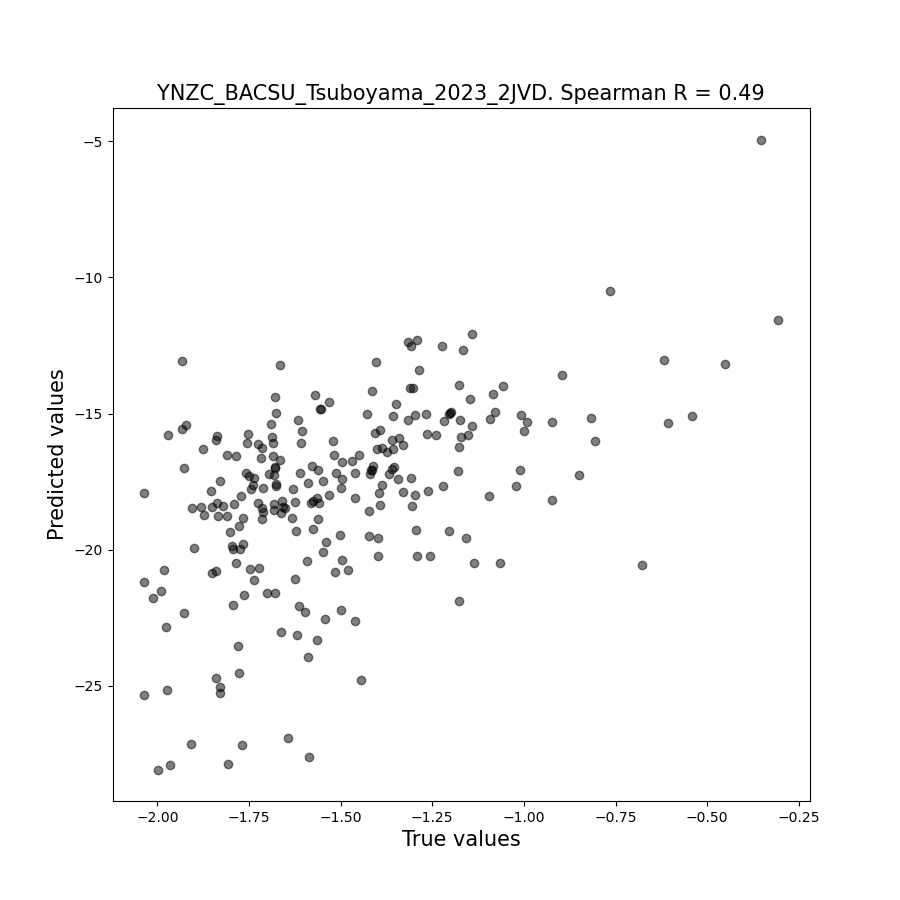 YNZC_BACSU_Tsuboyama_2023_2JVD. Spearman R = 0.49
Predicted values
−5
−10
−15
−20
−25
−2.00 −1.75 −1.50 −1.25 −1.00 −0.75 −0.50 −0.25
True values